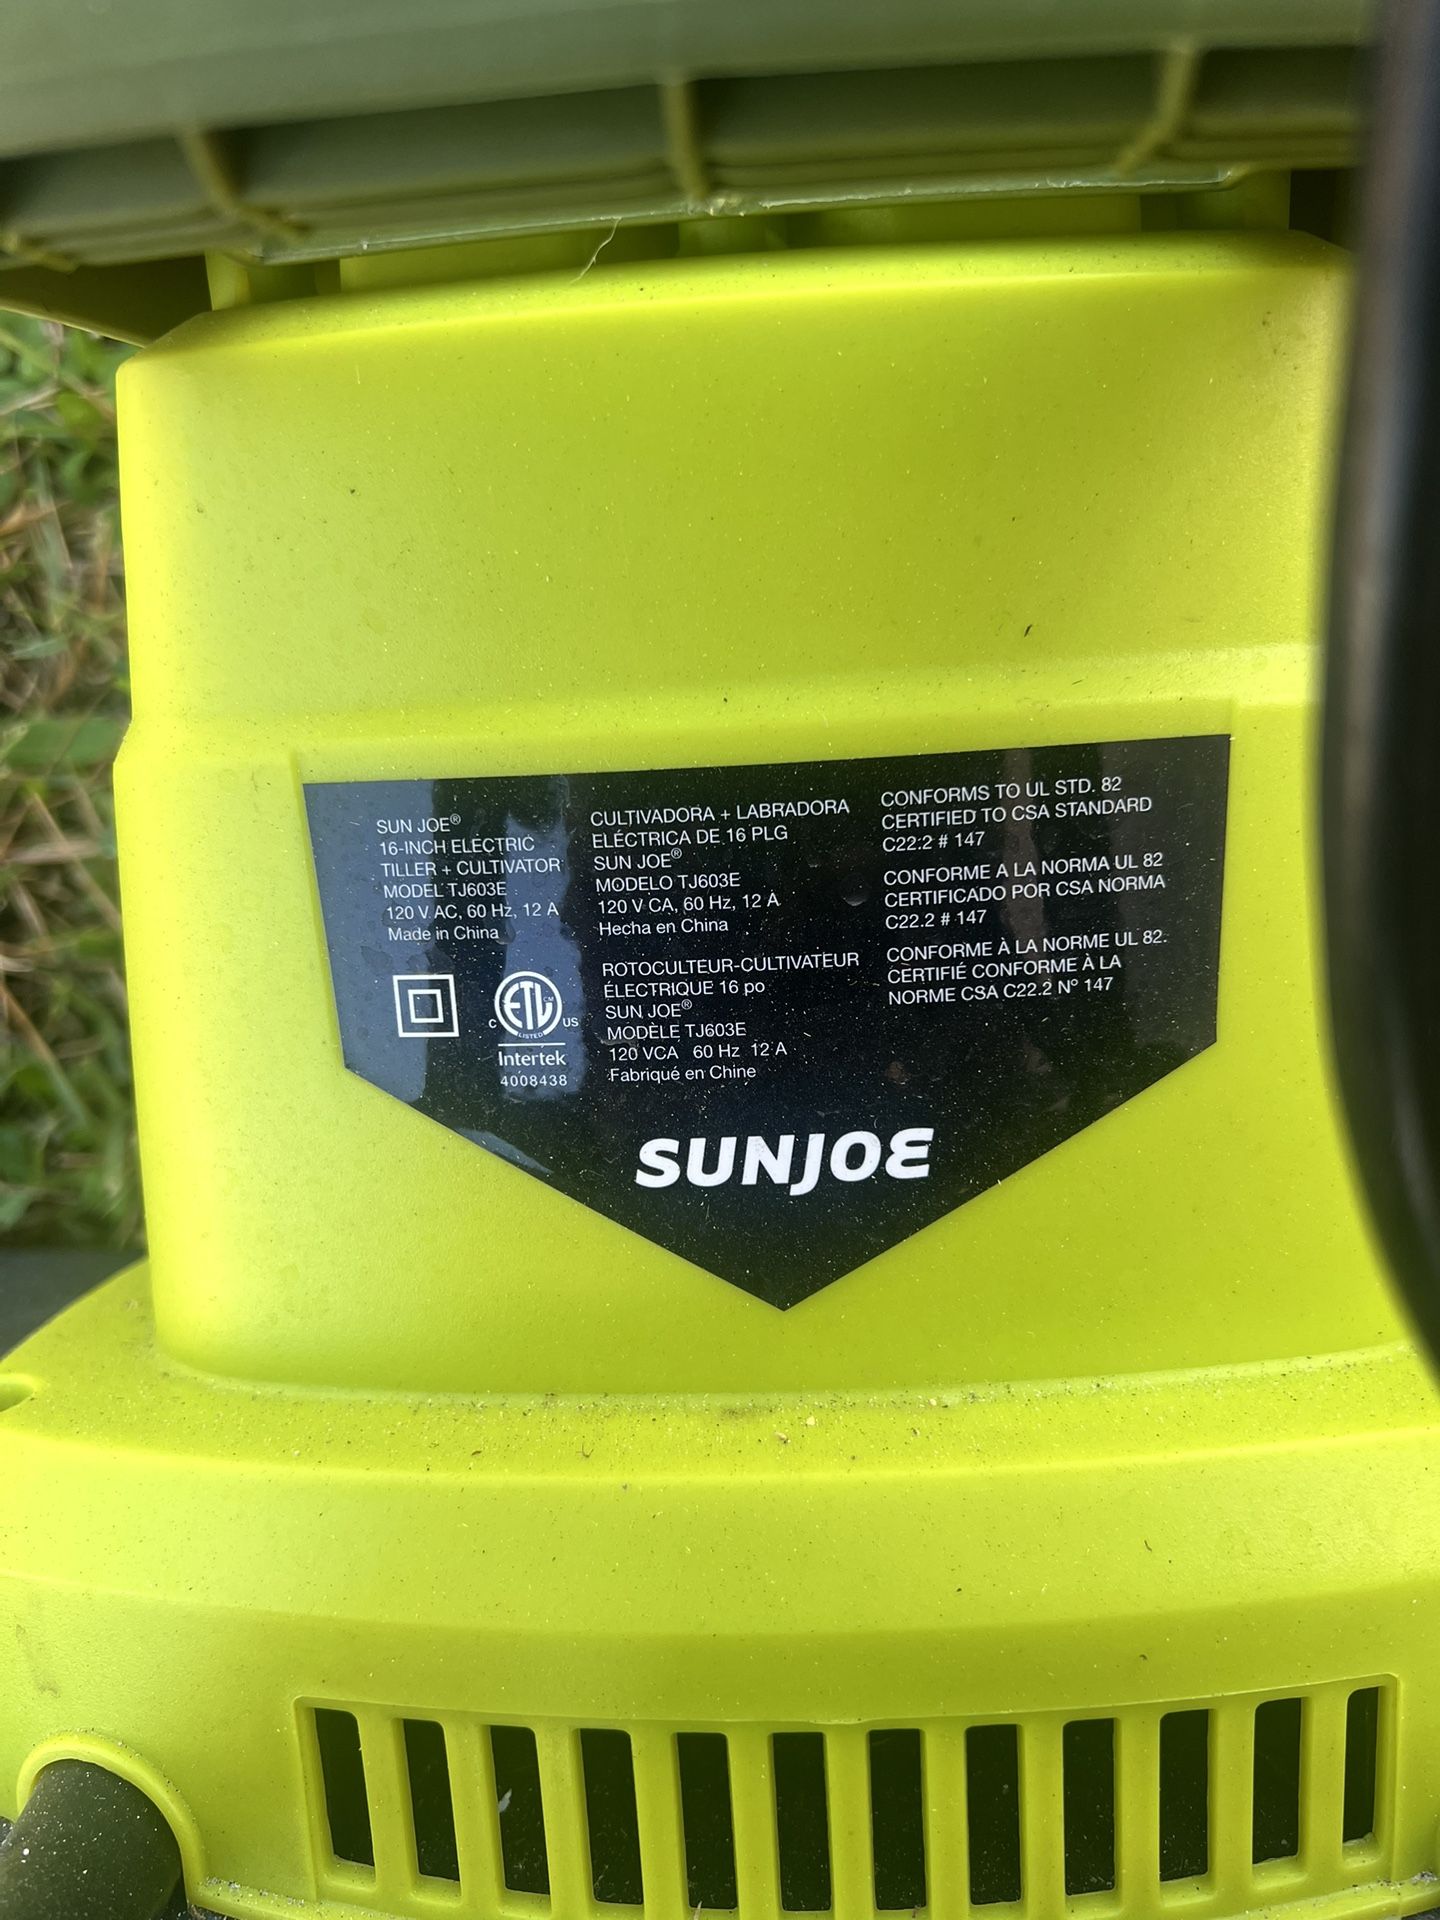 SUN JOE®
16-INCH ELECTRIC
TILLER + CULTIVATOR
MODEL TJ603E
120 V AC, 60 Hz, 12 A
Made in China
ETL CM
LISTED
C US
Intertek
4008438
CULTIVADORA + LABRADORA
ELÉCTRICA DE 16 PLG
SUN JOE®
MODELO TJ603E
120 V CA, 60 Hz, 12 A
Hecha en China
ROTOCULTEUR-CULTIVATEUR
ÉLECTRIQUE 16 po
SUN JOE®
MODÈLE TJ603E
120 VCA 60 Hz 12 A
Fabriqué en Chine
CONFORMS TO UL STD. 82
CERTIFIED TO CSA STANDARD
C22.2 # 147
CONFORME A LA NORMA UL 82
CERTIFICADO POR CSA NORMA
C22.2 # 147
CONFORME À LA NORME UL 82.
CERTIFIÉ CONFORME À LA
NORME CSA C22.2 Nº 147
SUNJOE